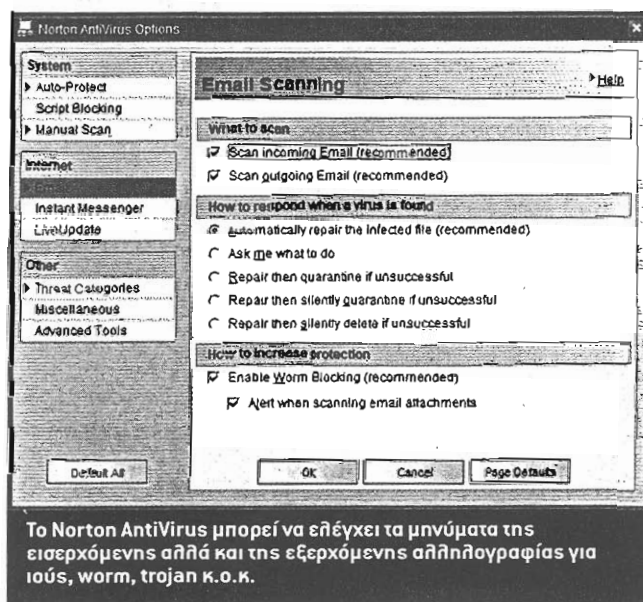 Norton AntiVirus Options
System
Auto-Protect
Script Blocking
Manual Scan
Internet
Instant Messenger
LiveUpdate
Other
Threat Categories
Miscellaneous
Advanced Tools
Default All
Email Scanning
Help
What to scan
Scan incoming Email (recommended)
Scan outgoing Email (recommended)
How to respond when a virus is found
Automatically repair the infected file (recommended)
Ask me what to do
Repair then quarantine if unsuccessful
Repair then silently quarantine if unsuccessful
Repair then silently delete if unsuccessful
How to increase protection
Enable Worm Blocking (recommended)
Alert when scanning email attachments
OK
Cancel
Page Defaults
Το Norton AntiVirus μπορεί να ελέγχει τα μηνύματα της
εισερχόμενης αλλά και της εξερχόμενης αλληλογραφίας για
ιούς, worm, trojan κ.ο.κ.